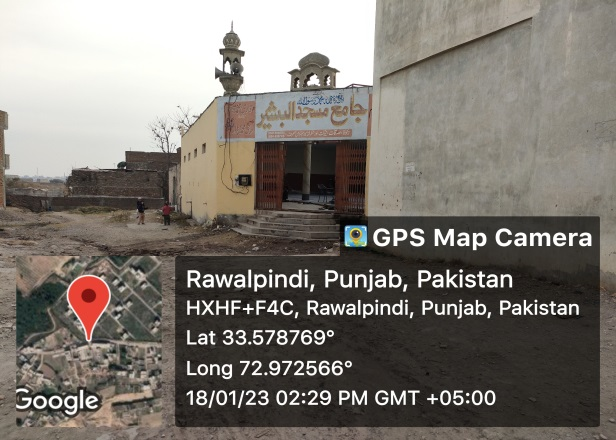 جامع مسجد البشیر
GPS Map Camera
Rawalpindi, Punjab, Pakistan
HXHF+F4C, Rawalpindi, Punjab, Pakistan
Lat 33.578769°
Long 72.972566°
18/01/23 02:29 PM GMT +05:00
Google